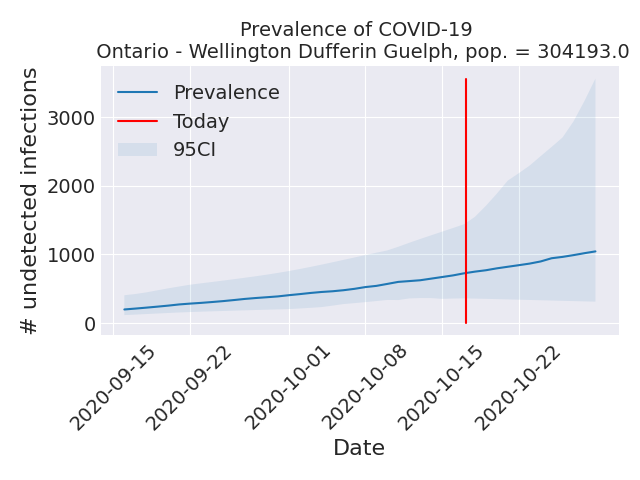 Prevalence of COVID-19
Ontario - Wellington Dufferin Guelph, pop. = 304193.0
# undetected infections
3000
2000
1000
0
Prevalence
Today
95CI
2020-09-15
2020-09-22
2020-10-01
2020-10-08
2020-10-15
2020-10-22
Date